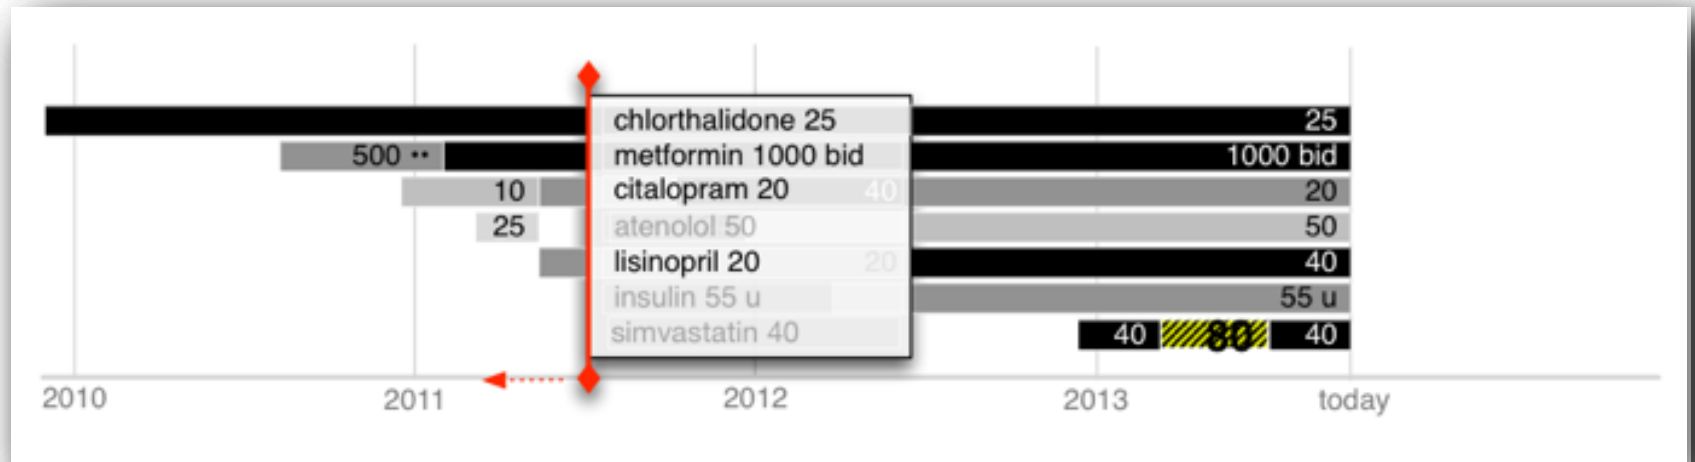 chlorthalidone 25 25
500 •• metformin 1000 bid 1000 bid
10 citalopram 20 40 20
25 atenolol 50 50
lisinopril 20 20 40
insulin 55 u 55 u
simvastatin 40 40 80 40
2010 2011 2012 2013 today